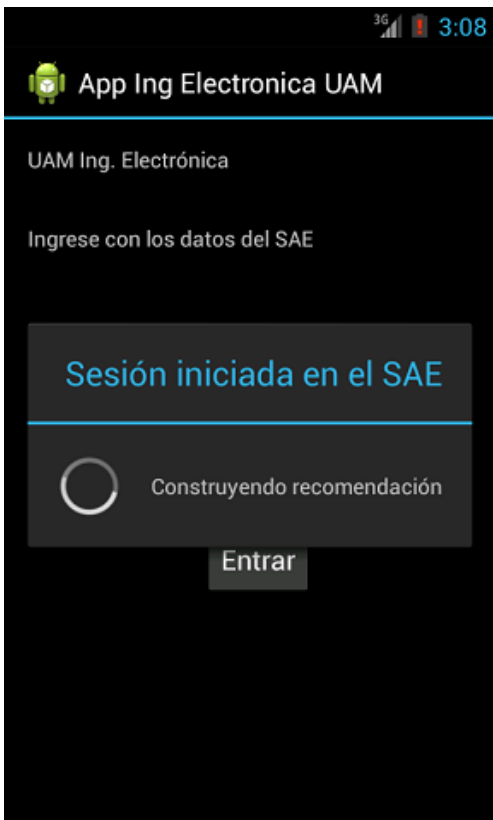 3G 3:08
App Ing Electronica UAM
UAM Ing. Electrónica
Ingrese con los datos del SAE
Sesión iniciada en el SAE
Construyendo recomendación
Entrar